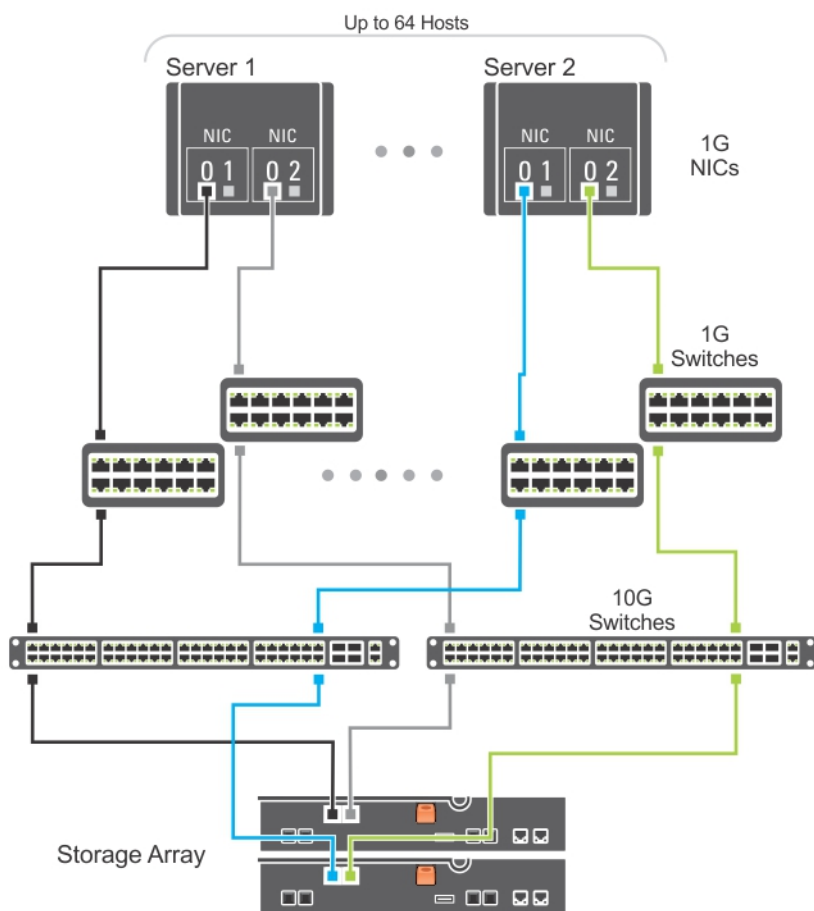 Up to 64 Hosts
Server 1
Server 2
NIC NIC
NIC NIC
0 1 0 2
0 1 0 2
1G
NICs
1G
Switches
10G
Switches
Storage Array